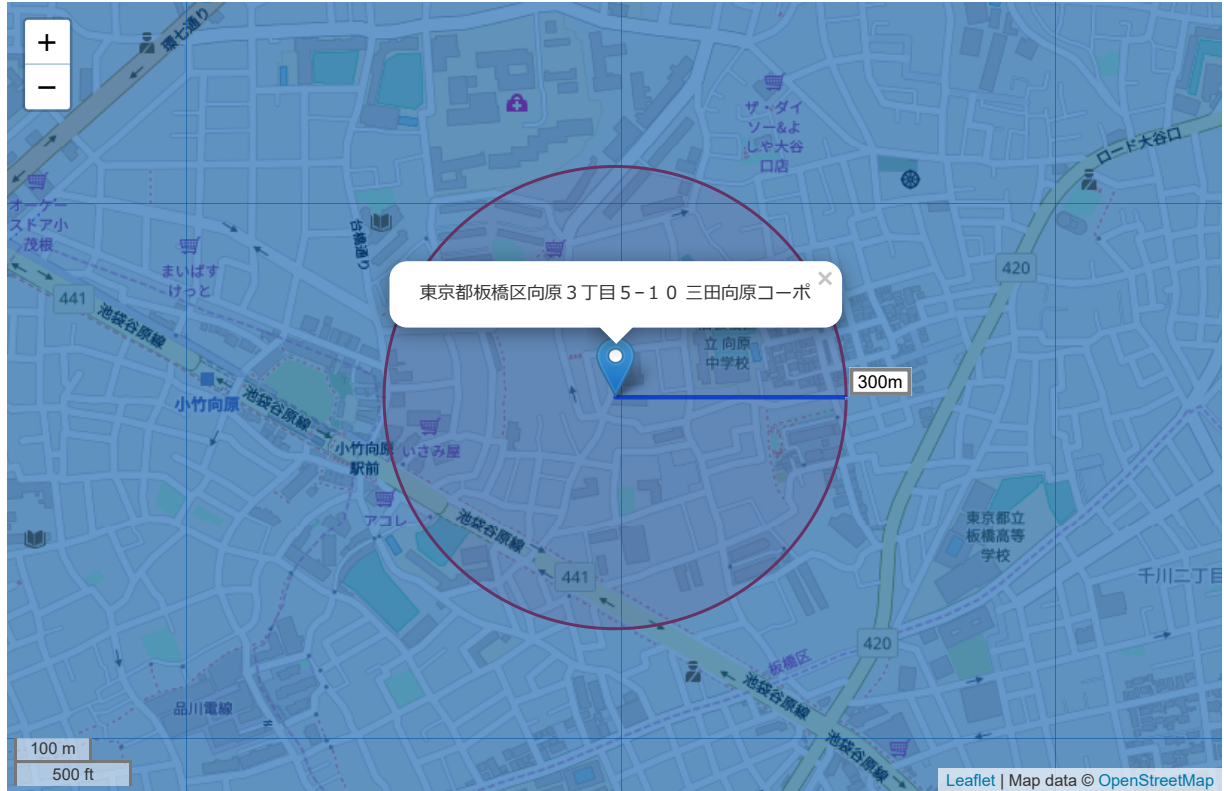 +
−
環七通り
ザ・ダイ
ソー&よ
しや大谷
口店
ロード大谷口
オーケー
ストア小
茂根
台橋通り
まいばす
けっと
420
東京都板橋区向原３丁目５−１０ 三田向原コーポ
×
441
池袋谷原線
立 向原
中学校
300m
小竹向原
池袋谷原線
小竹向原
駅前
いさみ屋
アコレ
池袋谷原線
東京都立
板橋高等
学校
441
千川二丁目
420
板橋区
池袋谷原線
品川電線
池袋谷原線
100 m
500 ft
Leaflet | Map data © OpenStreetMap